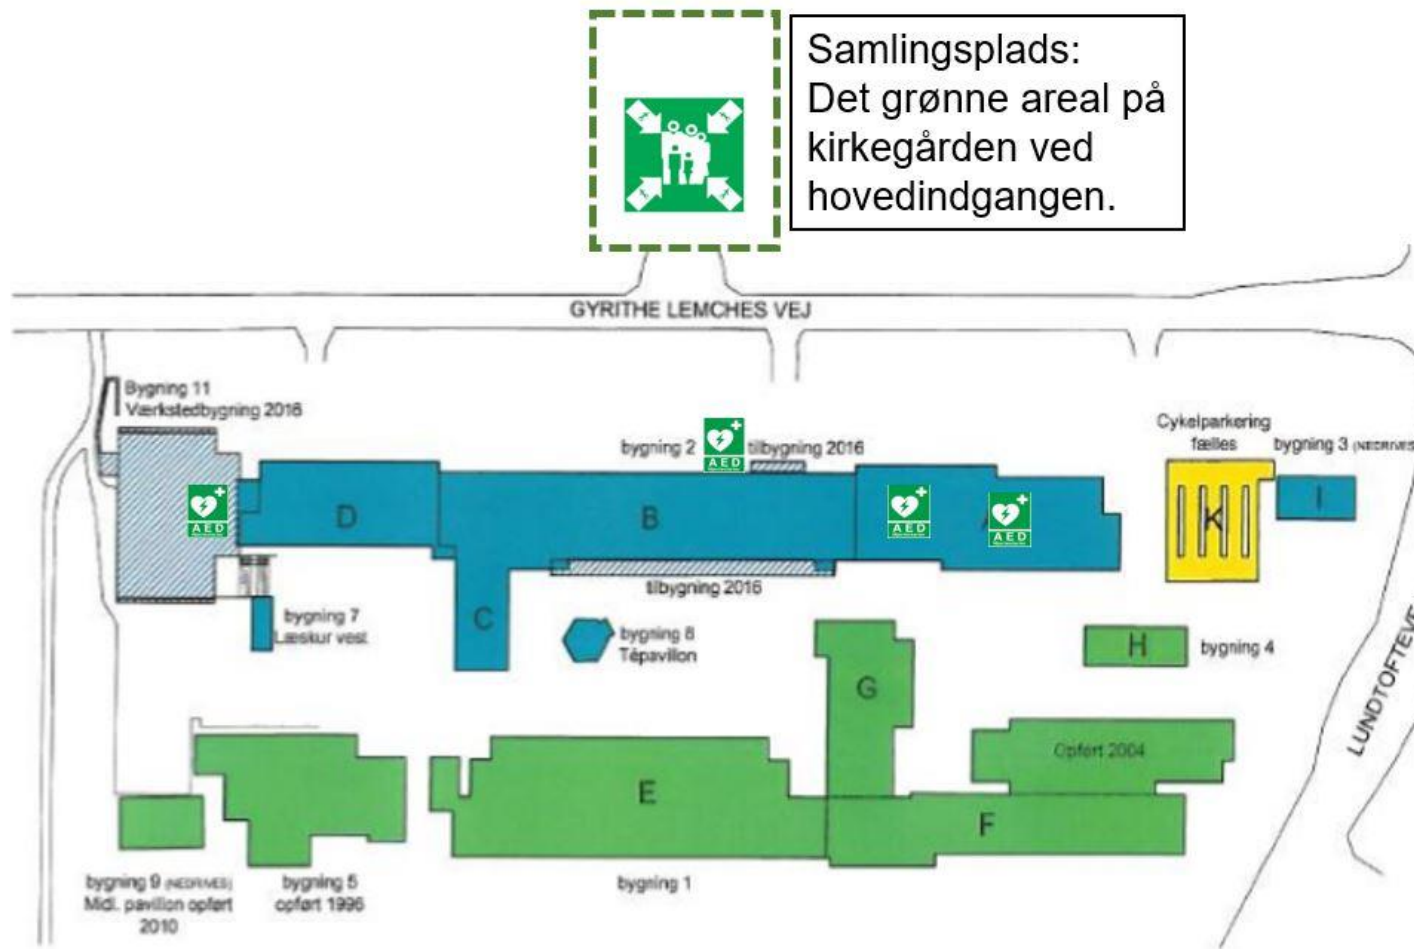 Samlingsplads:
Det grønne areal på
kirkegården ved
hovedindgangen.
GYRITHE LEMCHES VEJ
Bygning 11
Værkstedbygning 2016
bygning 2
AED
tilbygning 2016
Cykelparkering
fælles
bygning 3 (NEDRIVES)
AED
D
B
AED
A
AED
K
I
tilbygning 2016
C
bygning 7
Læskur vest
bygning 8
Tépavillon
H
bygning 4
G
LUNDTOFTEVE
Opført 2004
E
F
bygning 9 (NEDRIVES)
Midl. pavillon opført
2010
bygning 5
opført 1996
bygning 1